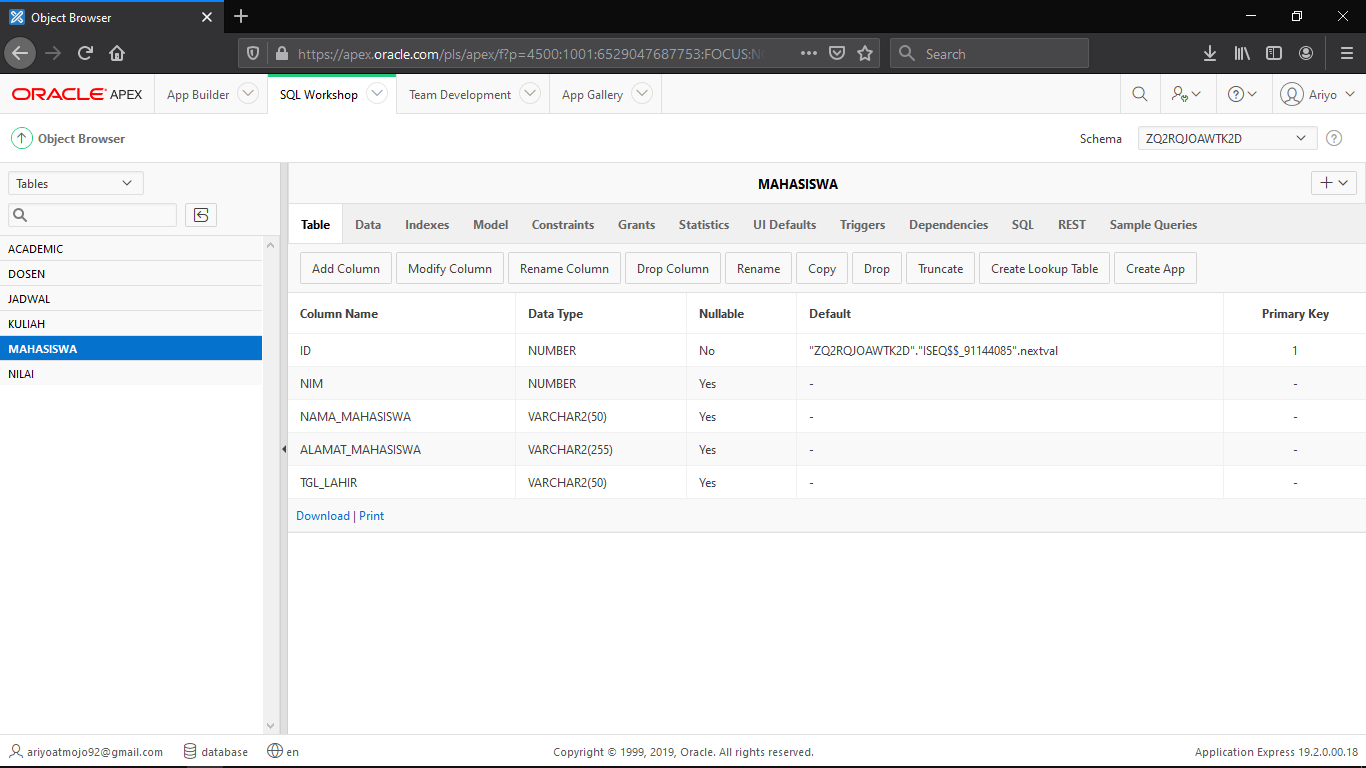 Object Browser
https://apex.oracle.com/pls/apex/f?p=4500:1001:6529047687753:FOCUS:N
Search
ORACLE APEX App Builder SQL Workshop Team Development App Gallery Ariyo
Object Browser Schema ZQ2RQJOAWTK2D
Tables
MAHASISWA
Table Data Indexes Model Constraints Grants Statistics UI Defaults Triggers Dependencies SQL REST Sample Queries
ACADEMIC
DOSEN
JADWAL
KULIAH
MAHASISWA
NILAI
Add Column Modify Column Rename Column Drop Column Rename Copy Drop Truncate Create Lookup Table Create App
Column Name Data Type Nullable Default Primary Key
ID NUMBER No "ZQ2RQJOAWTK2D"."ISEQ$$_91144085".nextval 1
NIM NUMBER Yes - -
NAMA_MAHASISWA VARCHAR2(50) Yes - -
ALAMAT_MAHASISWA VARCHAR2(255) Yes - -
TGL_LAHIR VARCHAR2(50) Yes - -
Download | Print
ariyoatmojo92@gmail.com database en Copyright © 1999, 2019, Oracle. All rights reserved. Application Express 19.2.0.00.18